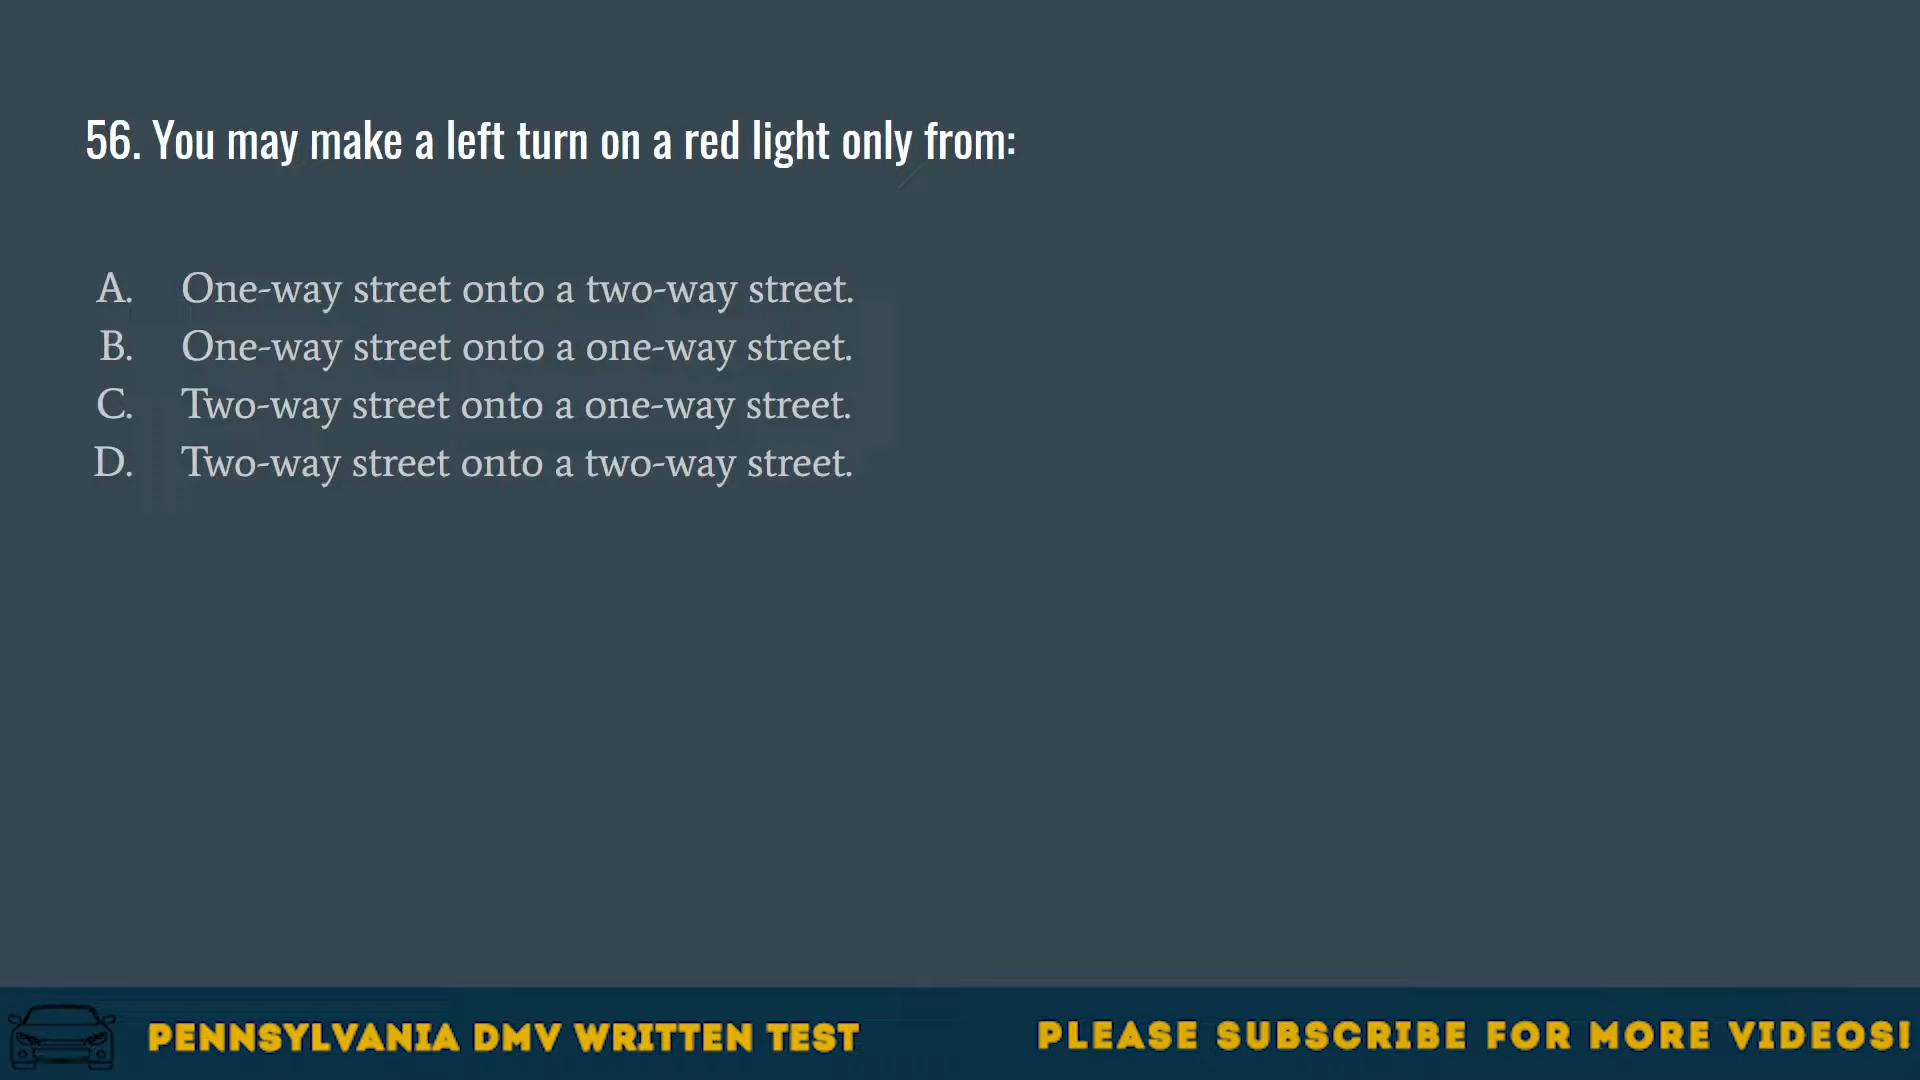 56. You may make a left turn on a red light only from:
A. One-way street onto a two-way street.
B. One-way street onto a one-way street.
C. Two-way street onto a one-way street.
D. Two-way street onto a two-way street.
PENNSYLVANIA DMV WRITTEN TEST
PLEASE SUBSCRIBE FOR MORE VIDEOS!